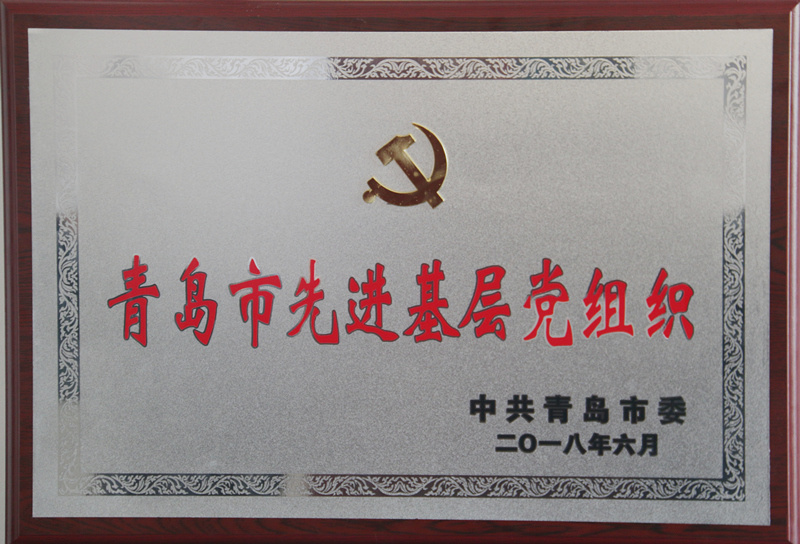 青岛市先进基层党组织
中共青岛市委
二〇一八年六月